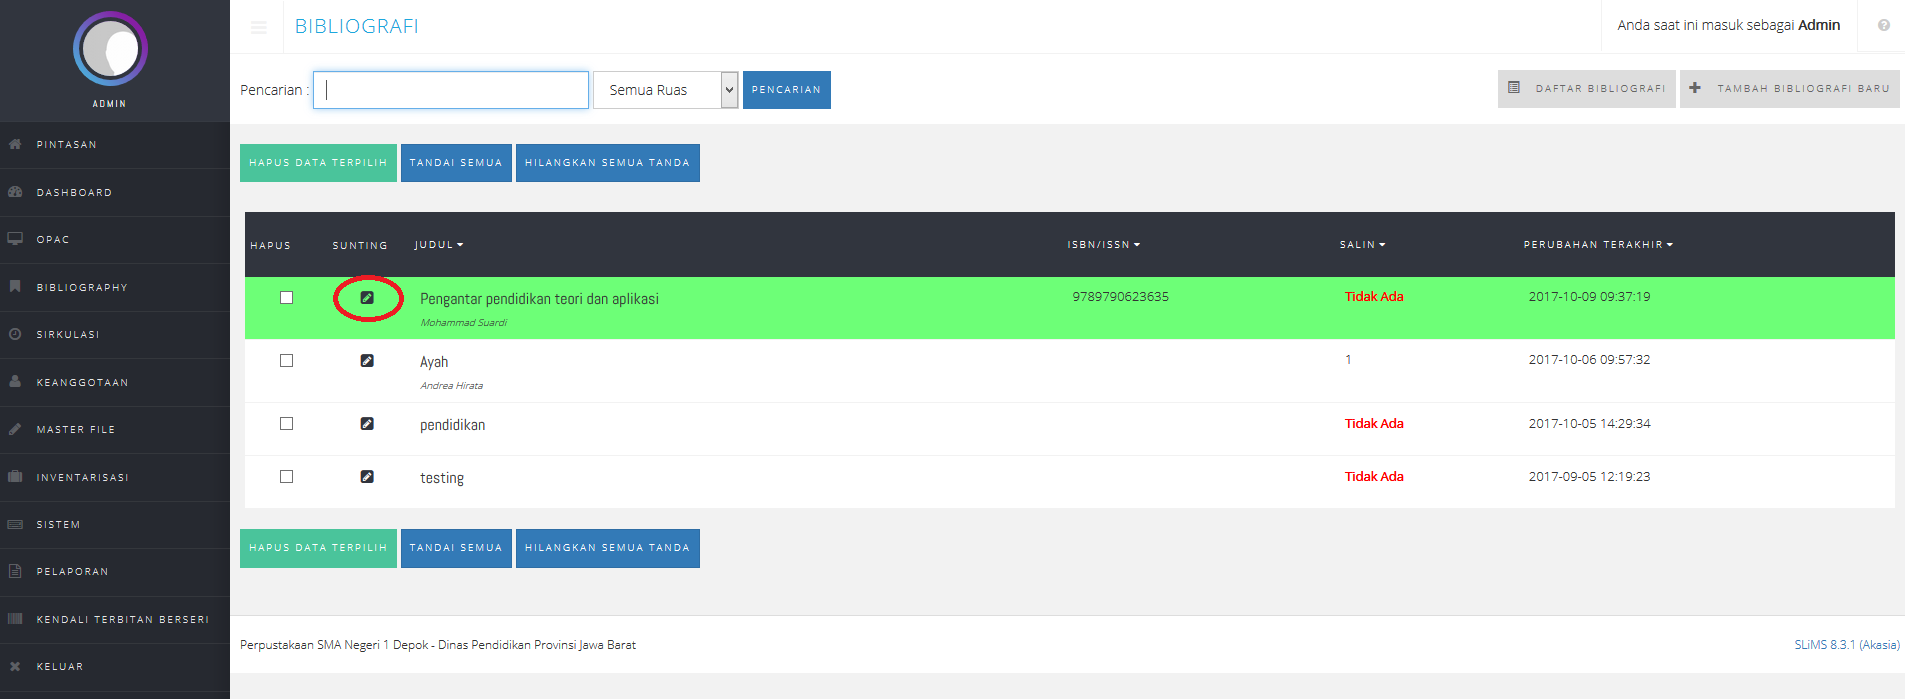 BIBLIOGRAFI
Anda saat ini masuk sebagai Admin
ADMIN
Pencarian :
Semua Ruas
PENCARIAN
DAFTAR BIBLIOGRAFI
TAMBAH BIBLIOGRAFI BARU
PINTASAN
DASHBOARD
OPAC
BIBLIOGRAPHY
SIRKULASI
KEANGGOTAAN
MASTER FILE
INVENTARISASI
SISTEM
PELAPORAN
KENDALI TERBITAN BERSERI
KELUAR
HAPUS DATA TERPILIH TANDAI SEMUA HILANGKAN SEMUA TANDA
HAPUS SUNTING JUDUL ISBN/ISSN SALIN PERUBAHAN TERAKHIR
Pengantar pendidikan teori dan aplikasi 9789790623635 Tidak Ada 2017-10-09 09:37:19
Mohammad Suardi
Ayah 1 2017-10-06 09:57:32
Andrea Hirata
pendidikan Tidak Ada 2017-10-05 14:29:34
testing Tidak Ada 2017-09-05 12:19:23
HAPUS DATA TERPILIH TANDAI SEMUA HILANGKAN SEMUA TANDA
Perpustakaan SMA Negeri 1 Depok - Dinas Pendidikan Provinsi Jawa Barat
SLiMS 8.3.1 (Akasia)